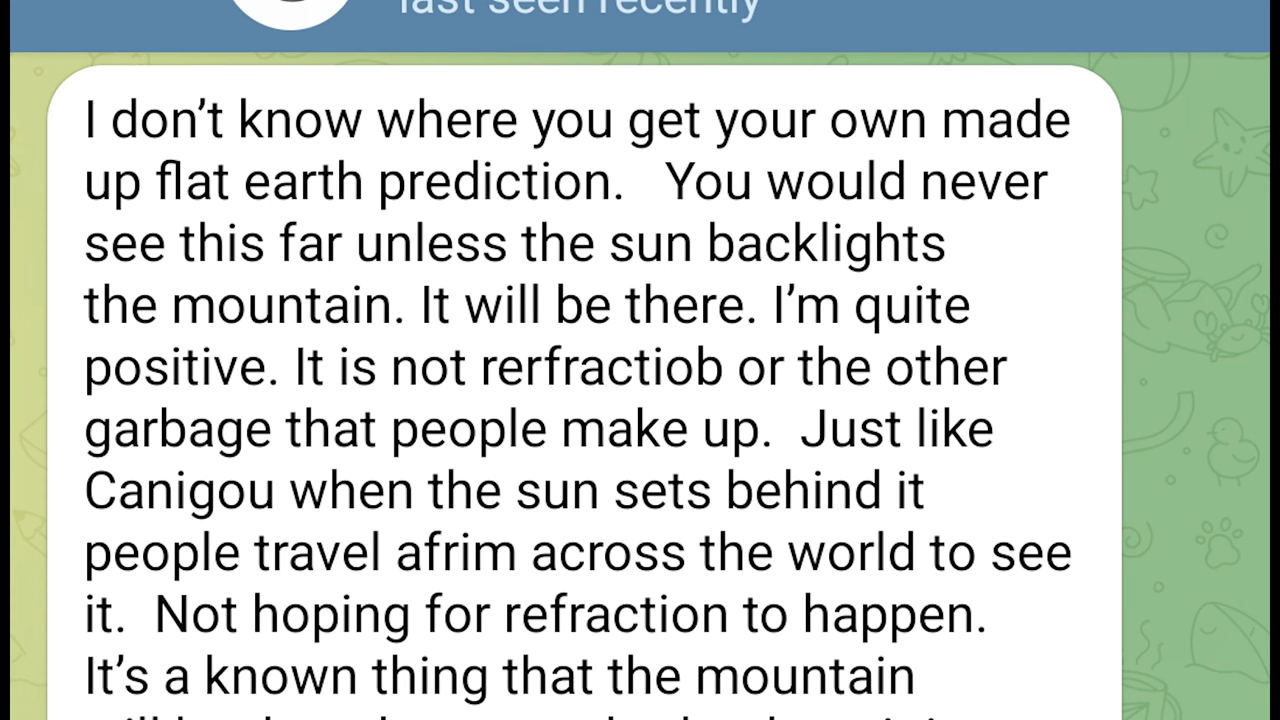 last seen recently
I don’t know where you get your own made
up flat earth prediction.   You would never
see this far unless the sun backlights
the mountain. It will be there. I’m quite
positive. It is not rerfractiob or the other
garbage that people make up.  Just like
Canigou when the sun sets behind it
people travel afrim across the world to see
it.  Not hoping for refraction to happen.
It’s a known thing that the mountain